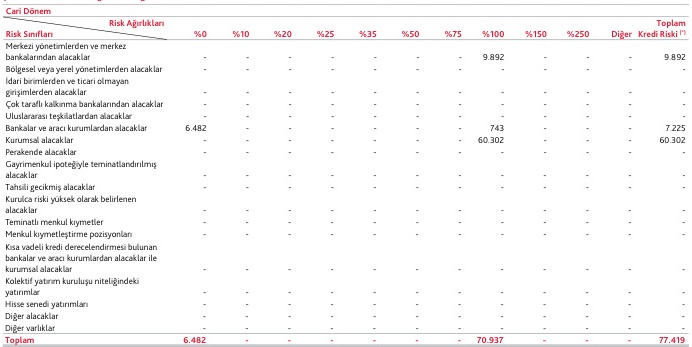 Cari Dönem
Risk Ağırlıkları Toplam
Risk Sınıfları %0 %10 %20 %25 %35 %50 %75 %100 %150 %250 Diğer Kredi Riski (*)
Merkezi yönetimlerden ve merkez
bankalarından alacaklar - - - - - - - 9.892 - - - 9.892
Bölgesel veya yerel yönetimlerden alacaklar - - - - - - - - - - - -
İdari birimlerden ve ticari olmayan
girişimlerden alacaklar - - - - - - - - - - - -
Çok taraflı kalkınma bankalarından alacaklar - - - - - - - - - - - -
Uluslararası teşkilatlardan alacaklar - - - - - - - - - - - -
Bankalar ve aracı kurumlardan alacaklar 6.482 - - - - - - 743 - - - 7.225
Kurumsal alacaklar - - - - - - - 60.302 - - - 60.302
Perakende alacaklar - - - - - - - - - - - -
Gayrimenkul ipoteğiyle teminatlandırılmış
alacaklar - - - - - - - - - - - -
Tahsili gecikmiş alacaklar - - - - - - - - - - - -
Kurulca riski yüksek olarak belirlenen
alacaklar - - - - - - - - - - - -
Teminatlı menkul kıymetler - - - - - - - - - - - -
Menkul kıymetleştirme pozisyonları - - - - - - - - - - - -
Kısa vadeli kredi derecelendirmesi bulunan
bankalar ve aracı kurumlardan alacaklar ile
kurumsal alacaklar - - - - - - - - - - - -
Kolektif yatırım kuruluşu niteliğindeki
yatırımlar - - - - - - - - - - - -
Hisse senedi yatırımları - - - - - - - - - - - -
Diğer alacaklar - - - - - - - - - - - -
Diğer varlıklar - - - - - - - - - - - -
Toplam 6.482 - - - - - - 70.937 - - - 77.419